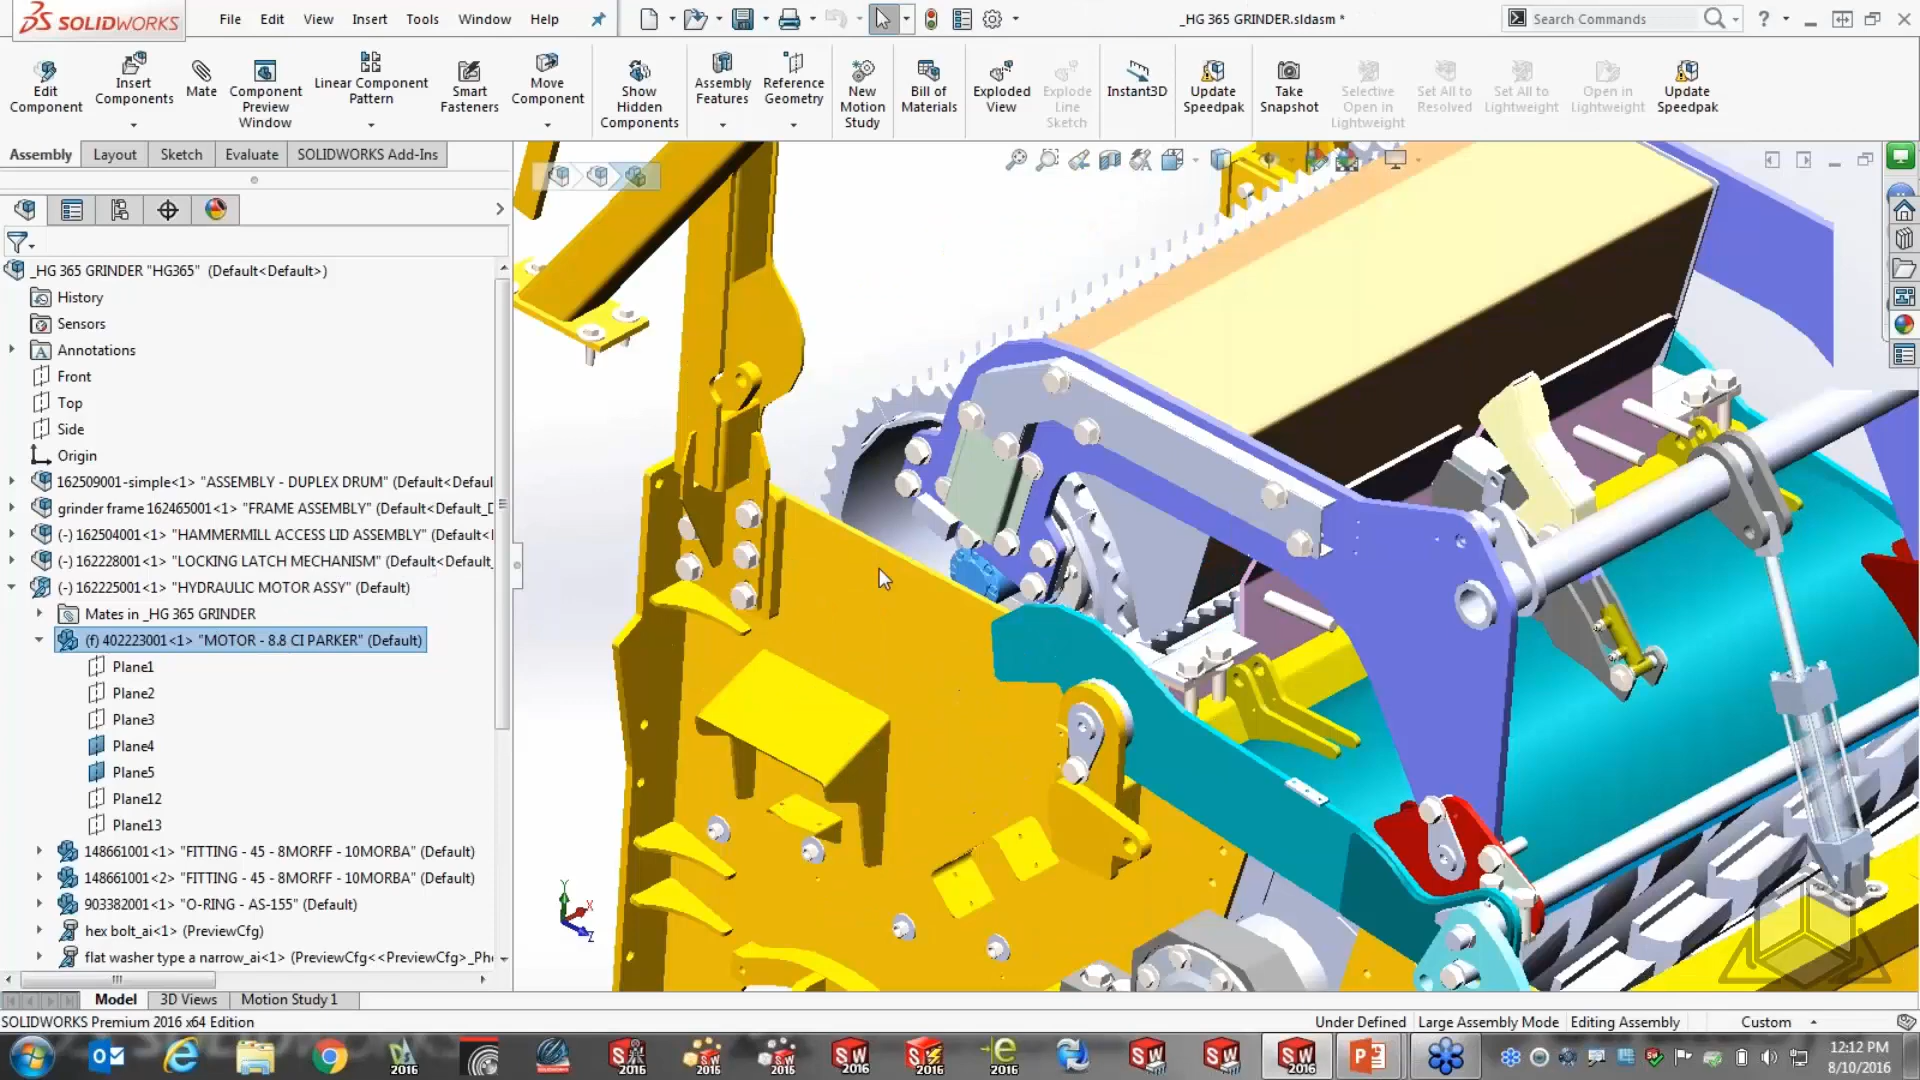 SOLIDWORKS
File Edit View Insert Tools Window Help
_HG 365 GRINDER.sldasm *
Search Commands
?
Edit Component
Insert Components
Mate
Component Preview Window
Linear Component Pattern
Smart Fasteners
Move Component
Show Hidden Components
Assembly Features
Reference Geometry
New Motion Study
Bill of Materials
Exploded View
Explode Line Sketch
Instant3D
Update Speedpak
Take Snapshot
Selective Open in Lightweight
Set All to Resolved
Set All to Lightweight
Open in Lightweight
Update Speedpak
Assembly Layout Sketch Evaluate SOLIDWORKS Add-Ins
_HG 365 GRINDER "HG365" (Default<Default>)
History
Sensors
Annotations
Front
Top
Side
Origin
162509001-simple<1> "ASSEMBLY - DUPLEX DRUM" (Default<Defaul
grinder frame 162465001<1> "FRAME ASSEMBLY" (Default<Default_D
(-) 162504001<1> "HAMMERMILL ACCESS LID ASSEMBLY" (Default<I
(-) 162228001<1> "LOCKING LATCH MECHANISM" (Default<Default_
(-) 162225001<1> "HYDRAULIC MOTOR ASSY" (Default)
Mates in _HG 365 GRINDER
(f) 402223001<1> "MOTOR - 8.8 CI PARKER" (Default)
Plane1
Plane2
Plane3
Plane4
Plane5
Plane12
Plane13
148661001<1> "FITTING - 45 - 8MORFF - 10MORBA" (Default)
148661001<2> "FITTING - 45 - 8MORFF - 10MORBA" (Default)
903382001<1> "O-RING - AS-155" (Default)
hex bolt_ai<1> (PreviewCfg)
flat washer type a narrow_ai<1> (PreviewCfg<<PreviewCfg>_Ph
Y
X
Z
Model 3D Views Motion Study 1
SOLIDWORKS Premium 2016 x64 Edition
Under Defined Large Assembly Mode Editing Assembly Custom
2016 2016 2015 2015 2016 2016 2016 2016
12:12 PM
8/10/2016